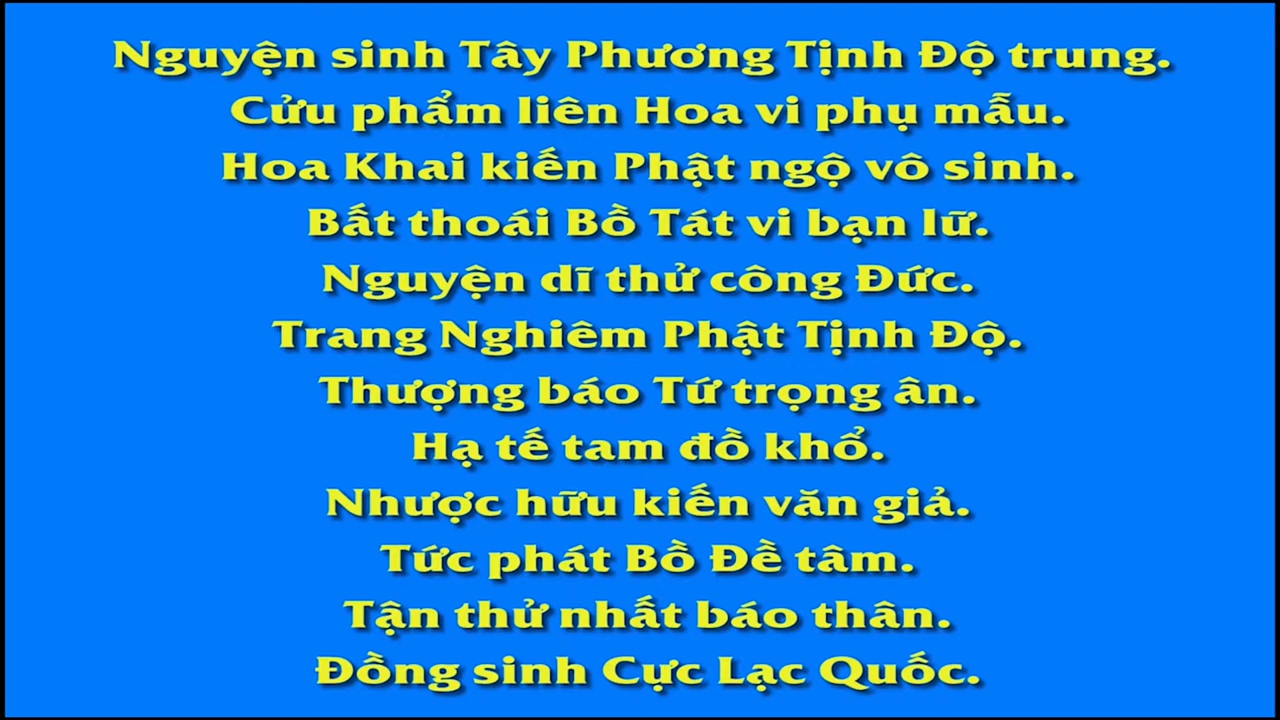 Nguyện sinh Tây Phương Tịnh Độ trung.
Cửu phẩm liên Hoa vi phụ mẫu.
Hoa Khai kiến Phật ngộ vô sinh.
Bất thoái Bồ Tát vi bạn lữ.
Nguyện dĩ thử công Đức.
Trang Nghiêm Phật Tịnh Độ.
Thượng báo Tứ trọng ân.
Hạ tế tam đồ khổ.
Nhược hữu kiến văn giả.
Tức phát Bồ Đề tâm.
Tận thử nhất báo thân.
Đồng sinh Cực Lạc Quốc.